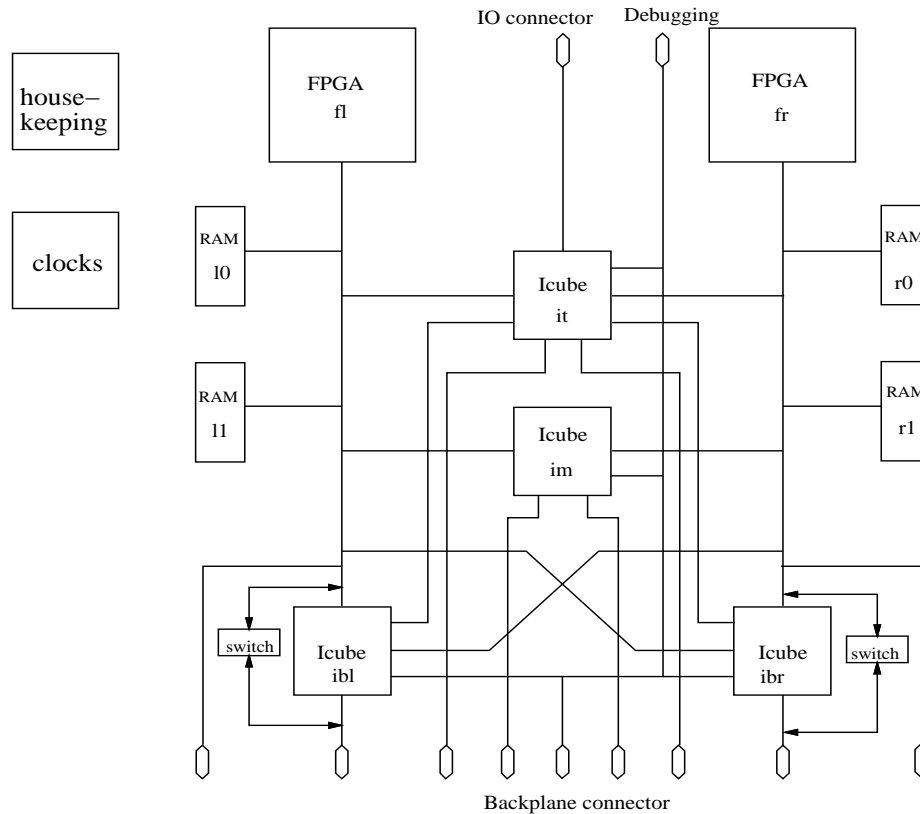 IO connector
Debugging
FPGA
fl
FPGA
fr
house–
keeping
clocks
RAM
l0
RAM
r0
Icube
it
RAM
l1
RAM
r1
Icube
im
switch
Icube
ibl
Icube
ibr
switch
Backplane connector